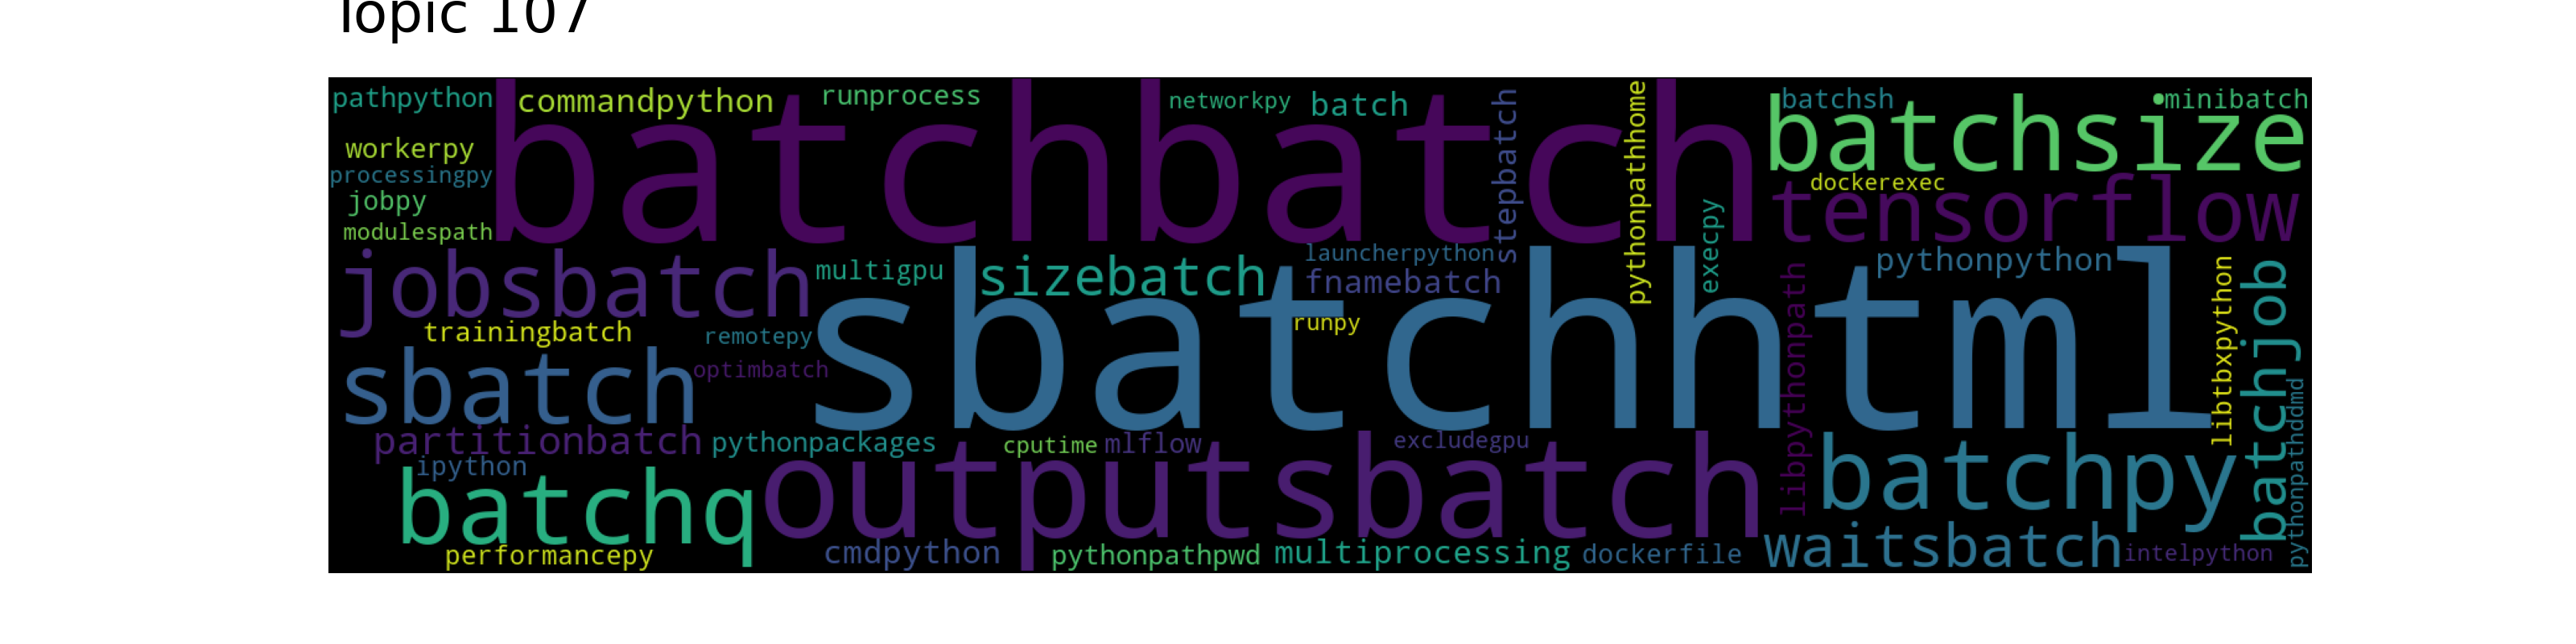 Topic 107
pathpython commandpython runprocess networkpy batch batchsh •minibatch
batchbatch batchsize
workerpy
processingpy
jobpy
modulespath
stepbatch
pythonpathhome
execpy
dockerexec
tensorflow
jobsbatch multigpu sizebatch launcherpython
fnamebatch
pythonpython
trainingbatch remotepy runpy
sbatchhtml
sbatch optimbatch
libpythonpath
libtbxpython
batchjob
pythonpathddmd
partitionbatch pythonpackages cputime mlflow excludegpu
ipython
batchq outputsbatch batchpy
performancepy cmdpython pythonpathpwd multiprocessing dockerfile waitsbatch intelpython